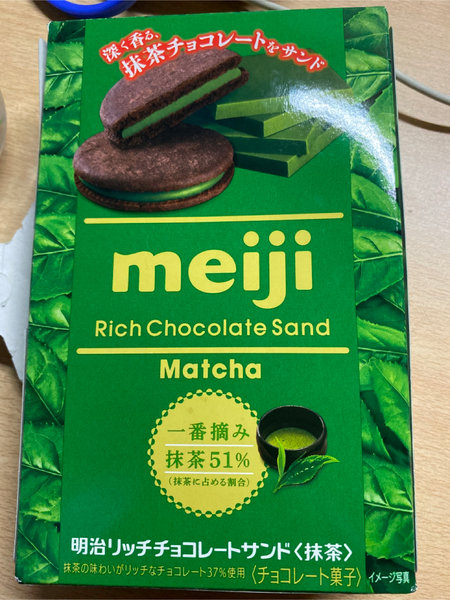 深く香る、
抹茶チョコレートをサンド
meiji
Rich Chocolate Sand
Matcha
一番摘み
抹茶51%
(抹茶に占める割合)
明治リッチチョコレートサンド〈抹茶〉
抹茶の味わいがリッチなチョコレート37%使用 〈チョコレート菓子〉 イメージ写真